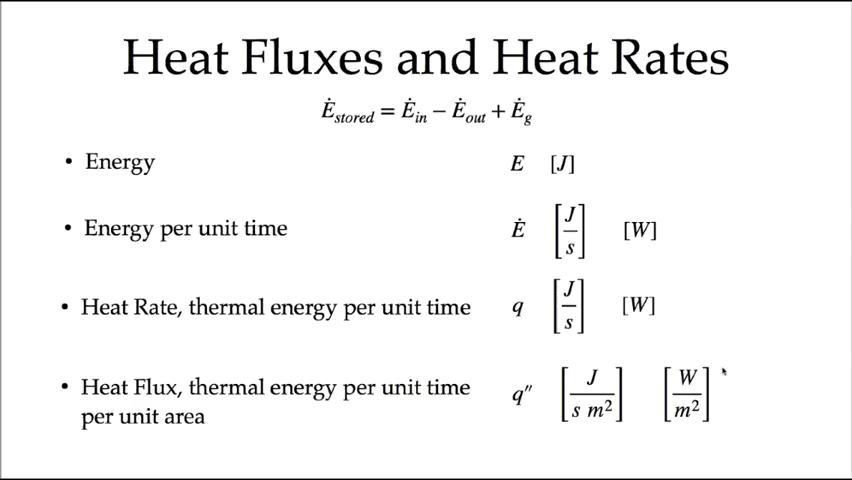 Heat Fluxes and Heat Rates
Ė_stored = Ė_in − Ė_out + Ė_g
• Energy E [J]
• Energy per unit time Ė [J/s] [W]
• Heat Rate, thermal energy per unit time q [J/s] [W]
• Heat Flux, thermal energy per unit time q″ [J/(s m²)] [W/m²]
per unit area